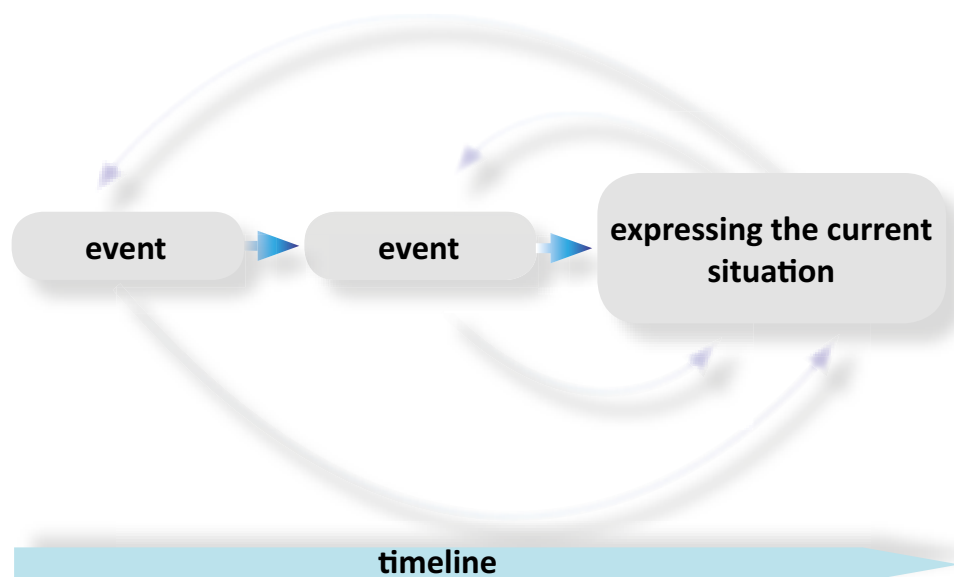 event
event
expressing the current
situation
timeline